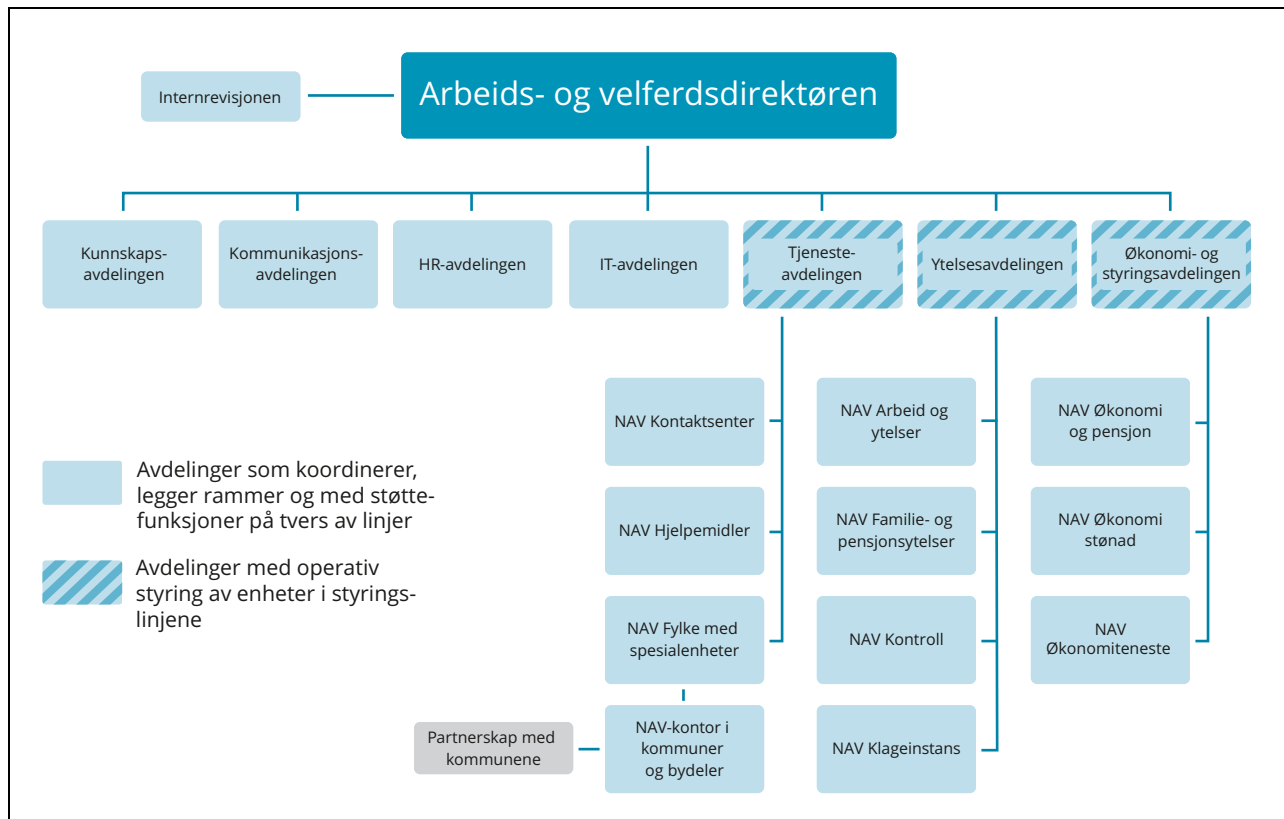 Internrevisjonen
Arbeids- og velferdsdirektøren
Kunnskaps-
avdelingen
Kommunikasjons-
avdelingen
HR-avdelingen
IT-avdelingen
Tjeneste-
avdelingen
Ytelsesavdelingen
Økonomi- og
styringsavdelingen
NAV Kontaktsenter
NAV Hjelpemidler
NAV Fylke med
spesialenheter
NAV-kontor i
kommuner
og bydeler
Partnerskap med
kommunene
NAV Arbeid og
ytelser
NAV Familie- og
pensjonsytelser
NAV Kontroll
NAV Klageinstans
NAV Økonomi
og pensjon
NAV Økonomi
stønad
NAV
Økonomiteneste
Avdelinger som koordinerer,
legger rammer og med støtte-
funksjoner på tvers av linjer
Avdelinger med operativ
styring av enheter i styrings-
linjene